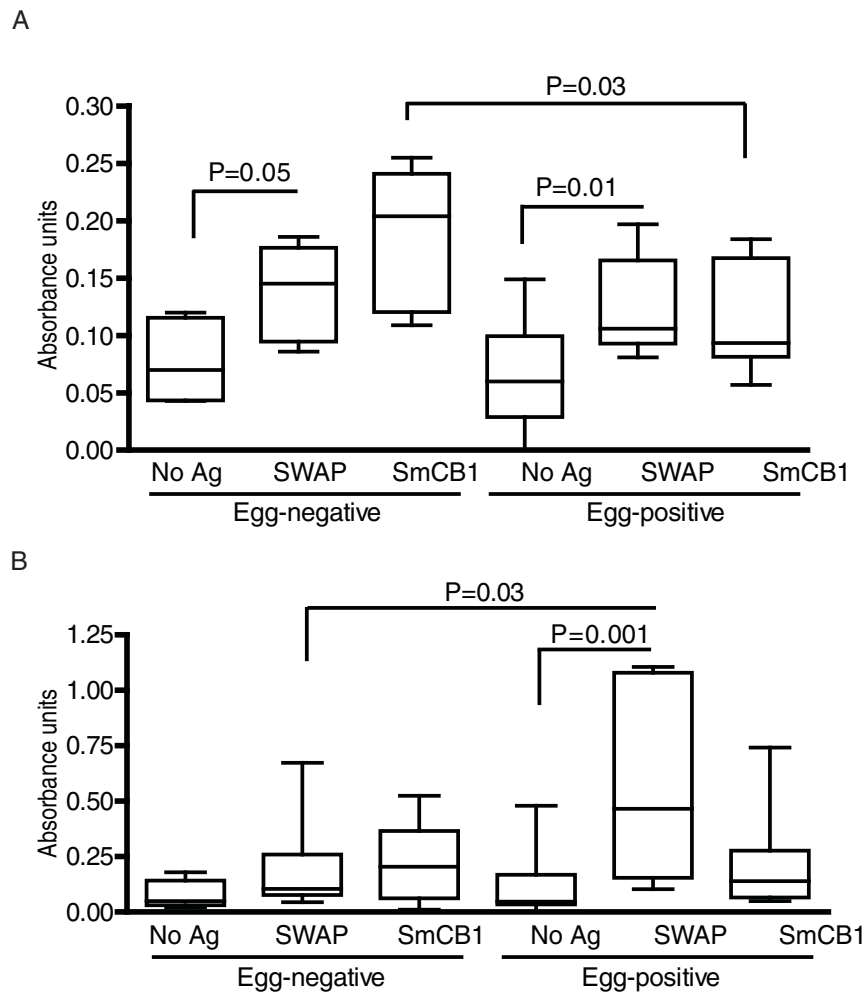 A
P=0.03
0.30
0.25
P=0.05
P=0.01
0.20
0.15
0.10
0.05
0.00
Absorbance units
No Ag SWAP SmCB1 No Ag SWAP SmCB1
Egg-negative Egg-positive
B
P=0.03
1.25
P=0.001
1.00
0.75
0.50
0.25
0.00
Absorbance units
No Ag SWAP SmCB1 No Ag SWAP SmCB1
Egg-negative Egg-positive